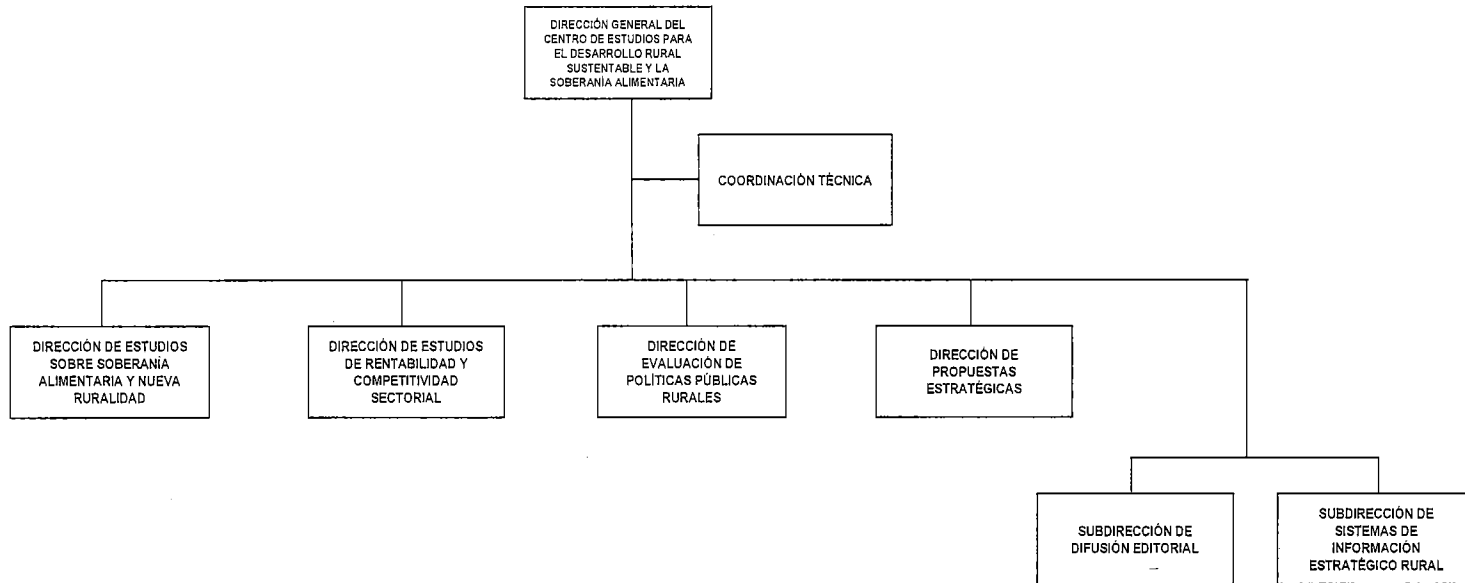 DIRECCIÓN GENERAL DEL
CENTRO DE ESTUDIOS PARA
EL DESARROLLO RURAL
SUSTENTABLE Y LA
SOBERANÍA ALIMENTARIA
COORDINACIÓN TÉCNICA
DIRECCIÓN DE ESTUDIOS
SOBRE SOBERANÍA
ALIMENTARIA Y NUEVA
RURALIDAD
DIRECCIÓN DE ESTUDIOS
DE RENTABILIDAD Y
COMPETITIVIDAD
SECTORIAL
DIRECCIÓN DE
EVALUACIÓN DE
POLÍTICAS PÚBLICAS
RURALES
DIRECCIÓN DE
PROPUESTAS
ESTRATÉGICAS
SUBDIRECCIÓN DE
DIFUSIÓN EDITORIAL
SUBDIRECCIÓN DE
SISTEMAS DE
INFORMACIÓN
ESTRATÉGICO RURAL